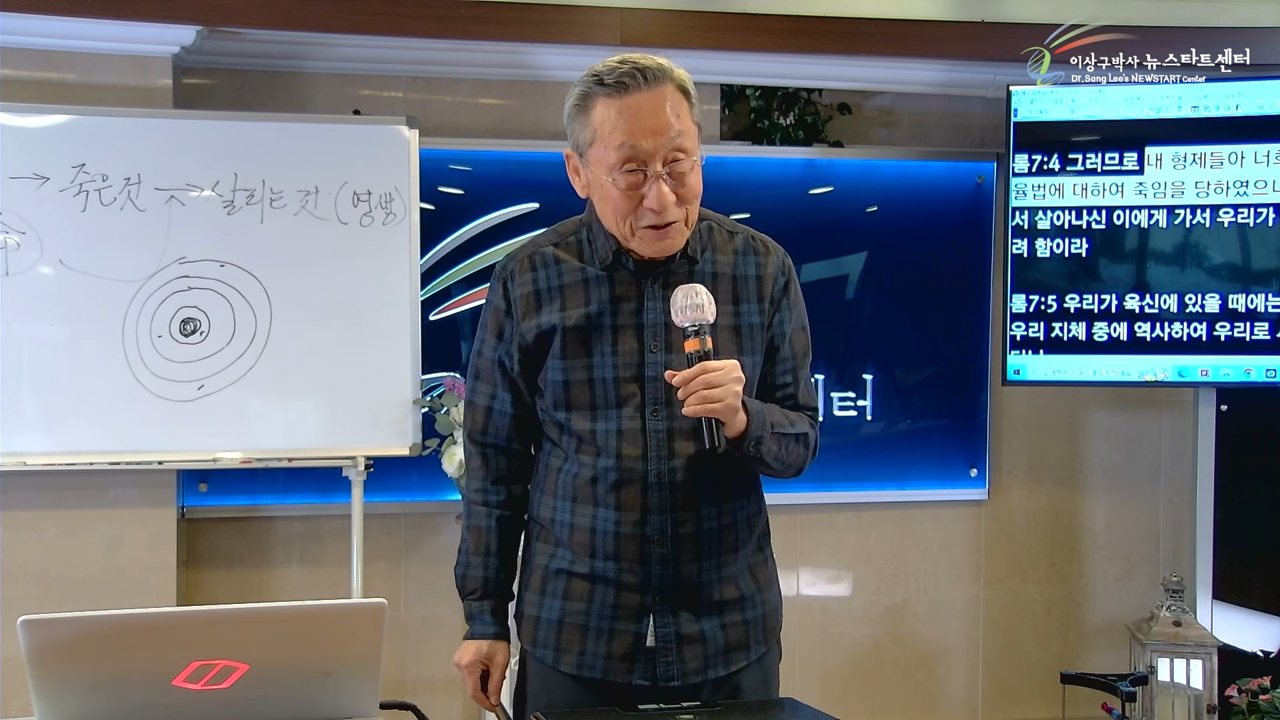 이상구박사 뉴스타트센터
Dr. Sang Lee's NEWSTART Center
→ 죽은것 → 살리는 것 (영생)
롬7:4 그러므로 내 형제들아 너희
율법에 대하여 죽임을 당하였으니
서 살아나신 이에게 가서 우리가
려 함이라
롬7:5 우리가 육신에 있을 때에는
우리 지체 중에 역사하여 우리로
터